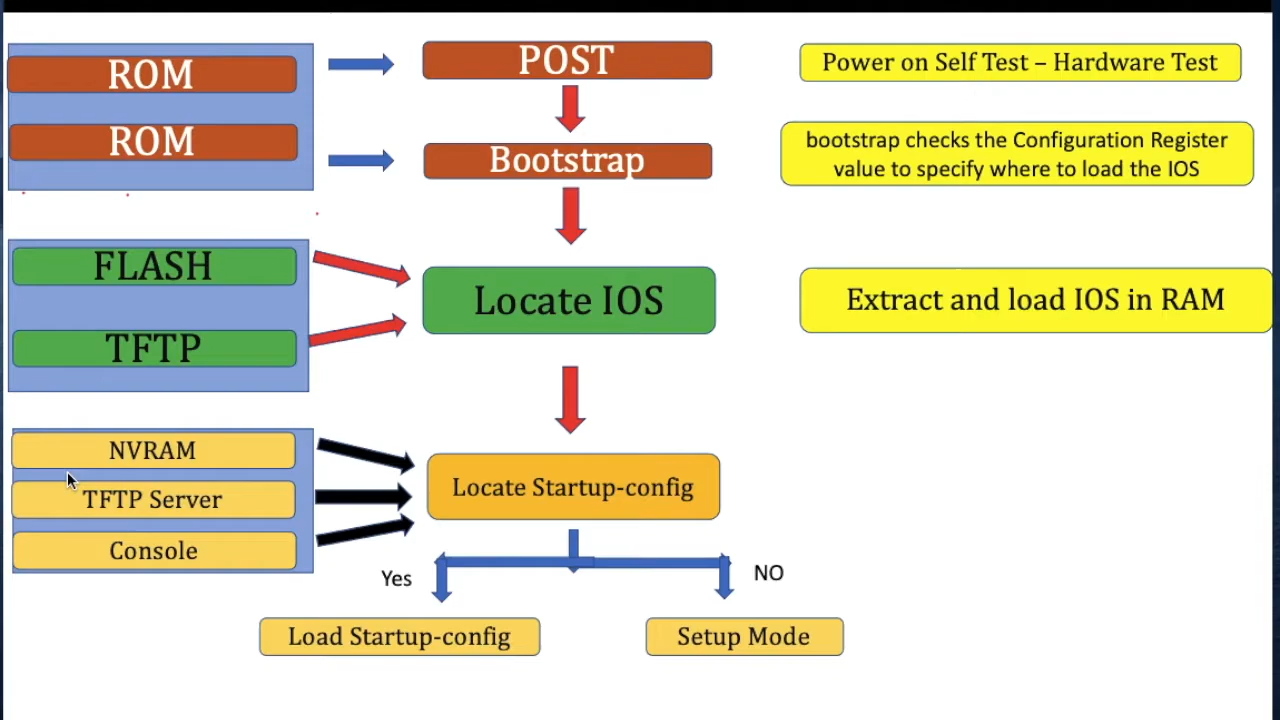 ROM
POST
Power on Self Test – Hardware Test
ROM
Bootstrap
bootstrap checks the Configuration Register
value to specify where to load the IOS
FLASH
TFTP
Locate IOS
Extract and load IOS in RAM
NVRAM
TFTP Server
Console
Locate Startup-config
Yes
NO
Load Startup-config
Setup Mode